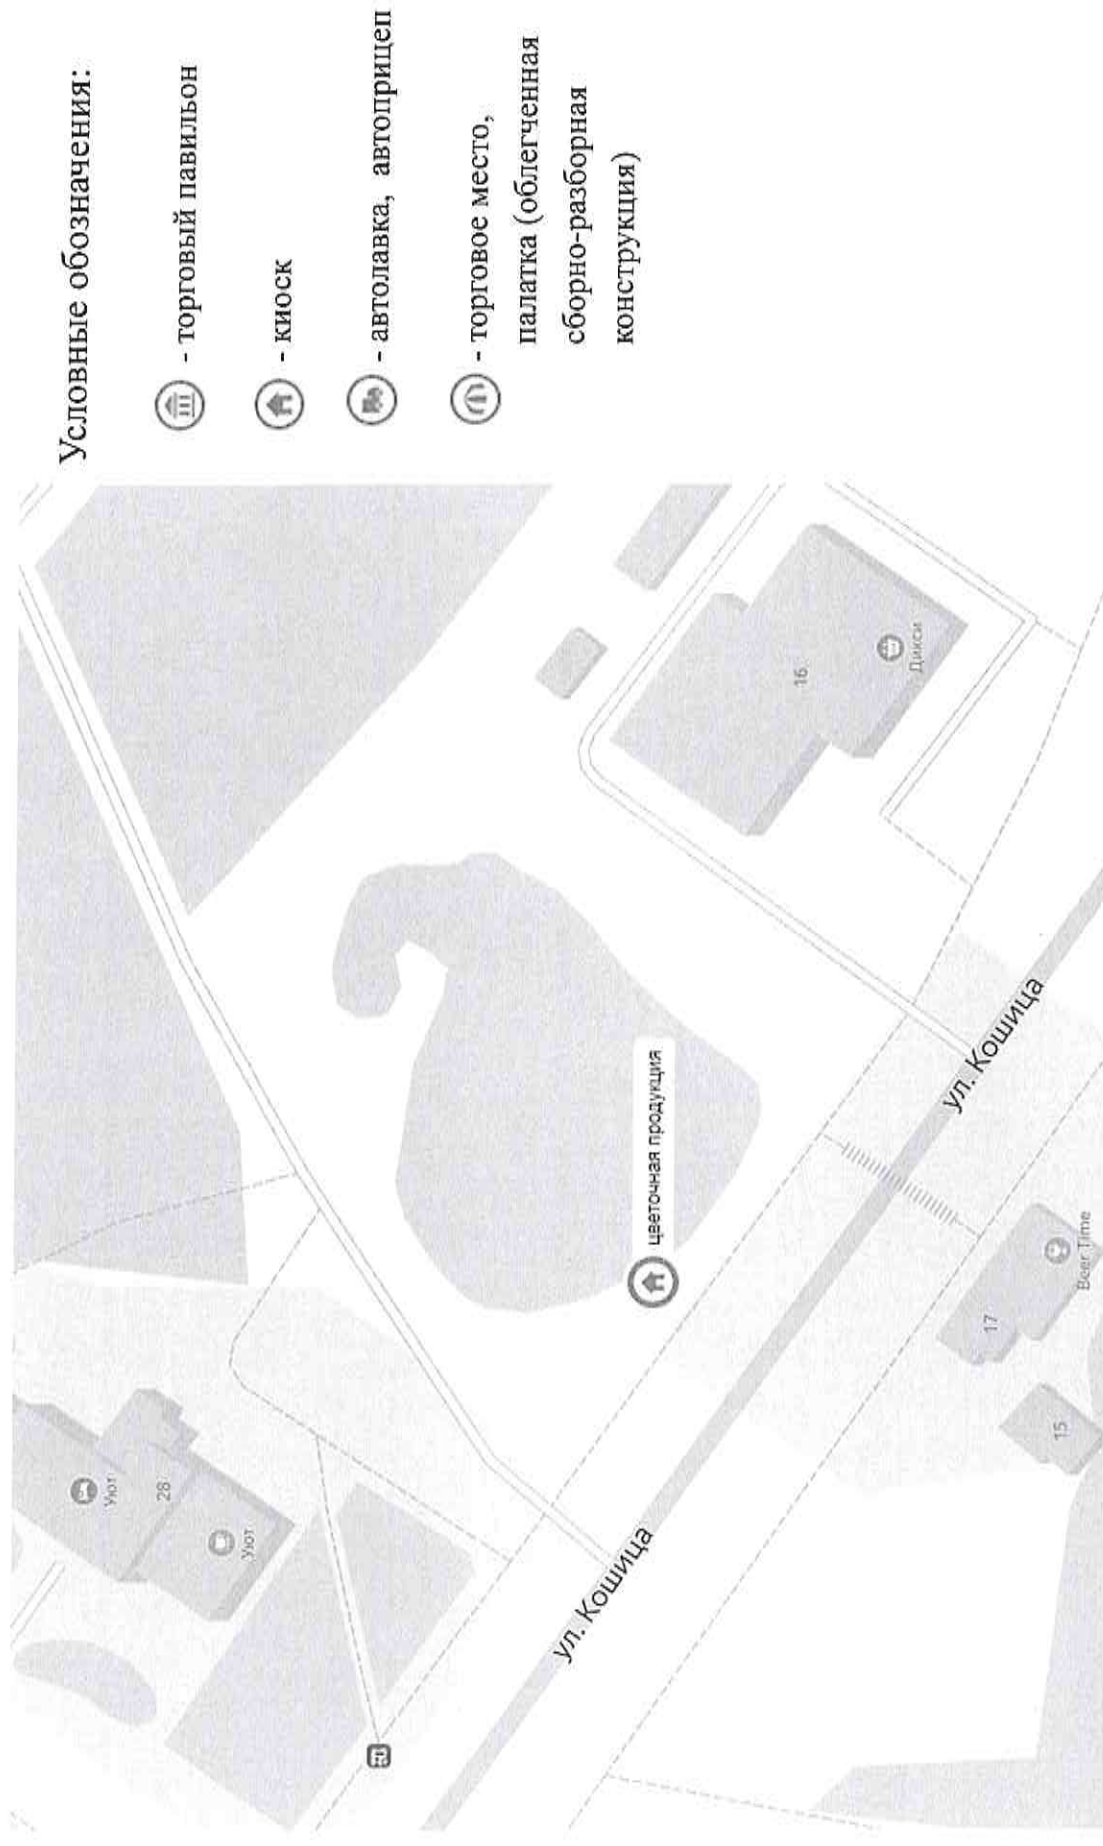 Условные обозначения:
- торговый павильон
- киоск
- автолавка, автоприцеп
- торговое место,
палатка (облегченная
сборно-разборная
конструкция)
Уют
28
Уют
цветочная продукция
16
Дикси
ул. Кошица
ул. Кошица
17
Beer Time
15